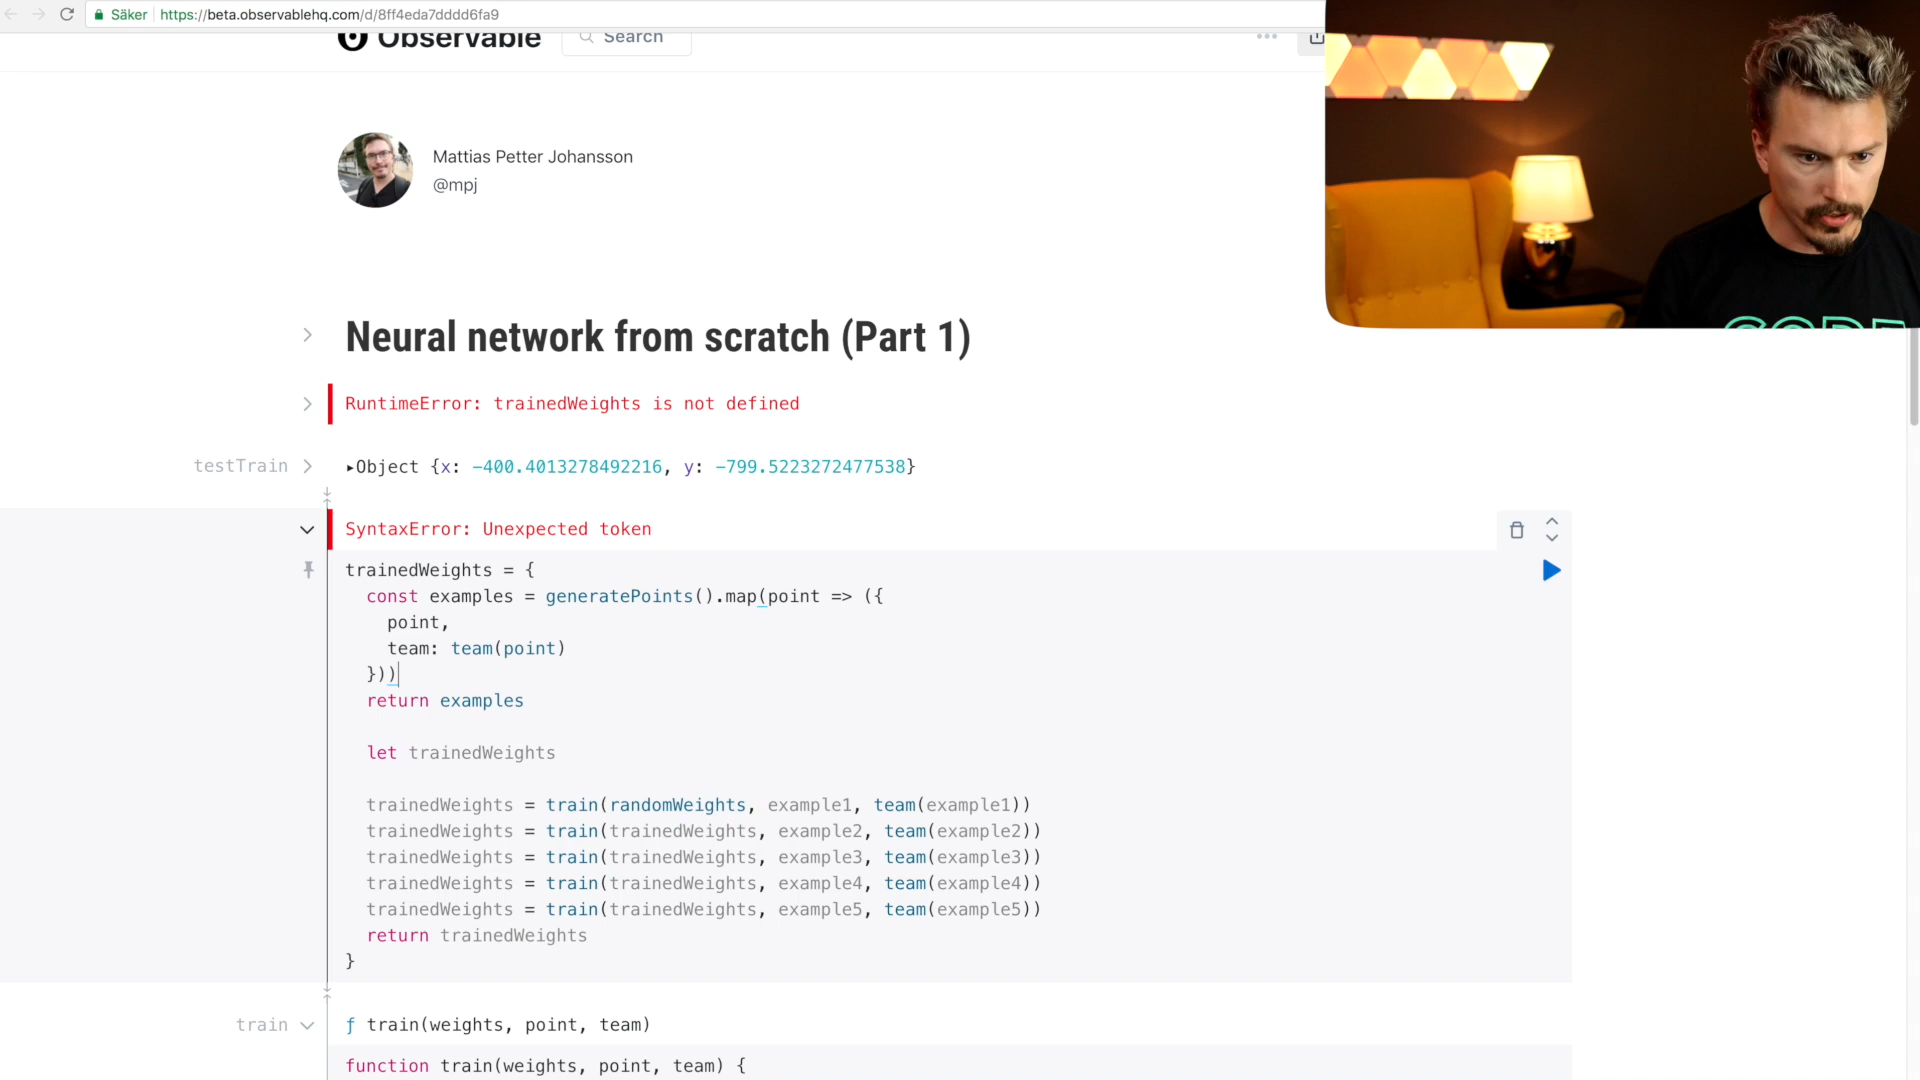 Säker https://beta.observablehq.com/d/8ff4eda7dddd6fa9
Observable Search
Mattias Petter Johansson
@mpj
Neural network from scratch (Part 1)
RuntimeError: trainedWeights is not defined
testTrain ▸Object {x: -400.4013278492216, y: -799.5223272477538}
SyntaxError: Unexpected token
trainedWeights = {
const examples = generatePoints().map(point => ({
point,
team: team(point)
}))
return examples
let trainedWeights
trainedWeights = train(randomWeights, example1, team(example1))
trainedWeights = train(trainedWeights, example2, team(example2))
trainedWeights = train(trainedWeights, example3, team(example3))
trainedWeights = train(trainedWeights, example4, team(example4))
trainedWeights = train(trainedWeights, example5, team(example5))
return trainedWeights
}
train ƒ train(weights, point, team)
function train(weights, point, team) {